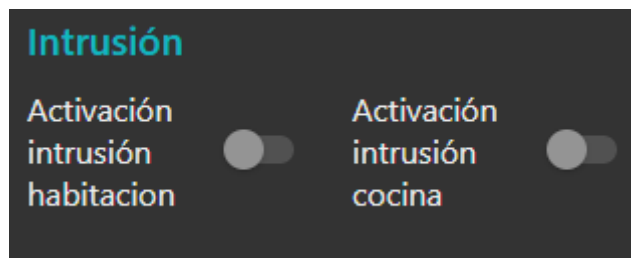 Intrusión
Activación
intrusión
habitacion
Activación
intrusión
cocina